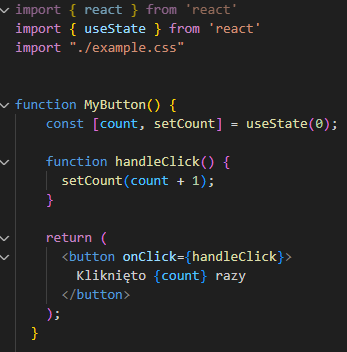 import { react } from 'react'
import { useState } from 'react'
import "./example.css"
function MyButton() {
const [count, setCount] = useState(0);
function handleClick() {
setCount(count + 1);
}
return (
<button onClick={handleClick}>
Kliknięto {count} razy
</button>
);
}